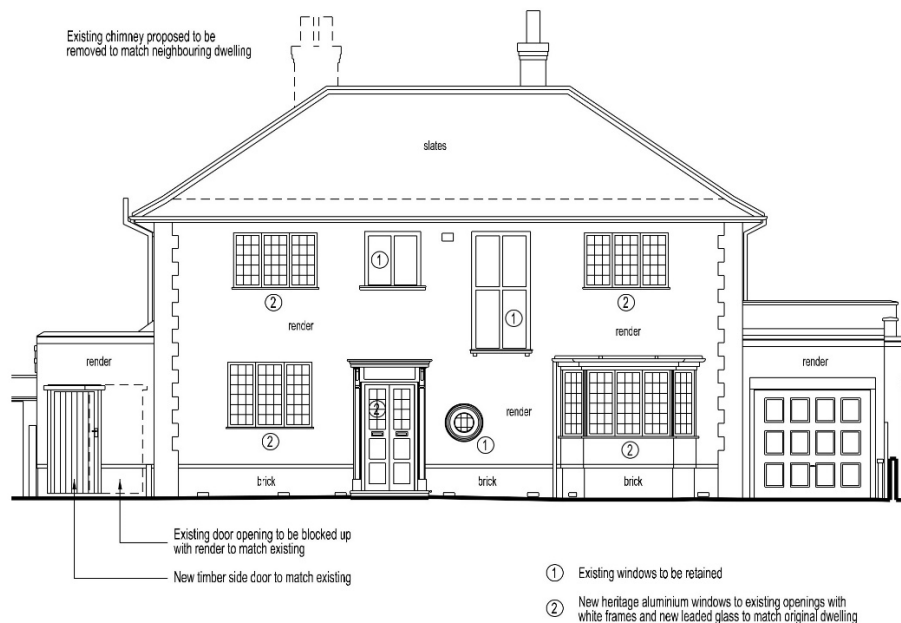 Existing chimney proposed to be
removed to match neighbouring dwelling
slates
1
2
2
1
render
render
render
render
2
render
2
1
2
brick
brick
brick
Existing door opening to be blocked up
with render to match existing
New timber side door to match existing
1 Existing windows to be retained
2 New heritage aluminium windows to existing openings with
white frames and new leaded glass to match original dwelling